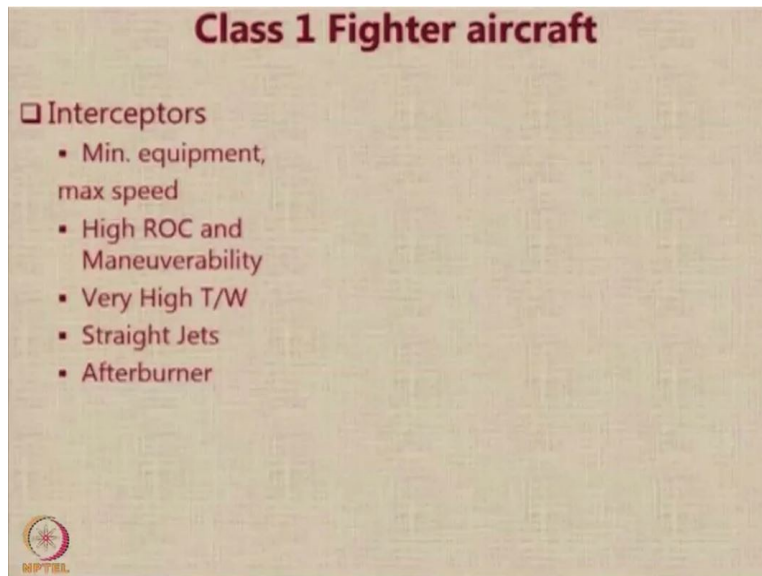 Class 1 Fighter aircraft
❑ Interceptors
▪ Min. equipment,
max speed
▪ High ROC and
Maneuverability
▪ Very High T/W
▪ Straight Jets
▪ Afterburner
NPTEL